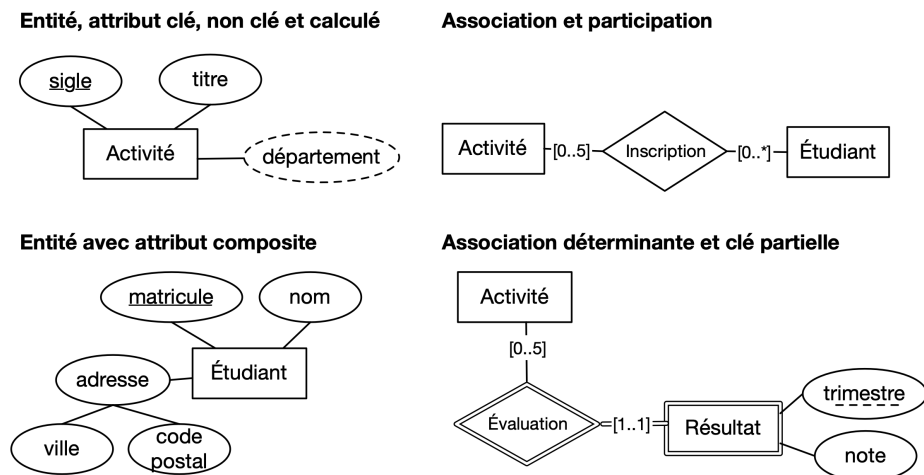 Entité, attribut clé, non clé et calculé
sigle
titre
Activité
département
Association et participation
Activité
[0..5]
Inscription
[0..*]
Étudiant
Entité avec attribut composite
matricule
nom
Étudiant
adresse
ville
code
postal
Association déterminante et clé partielle
Activité
[0..5]
Évaluation
[1..1]
Résultat
trimestre
note